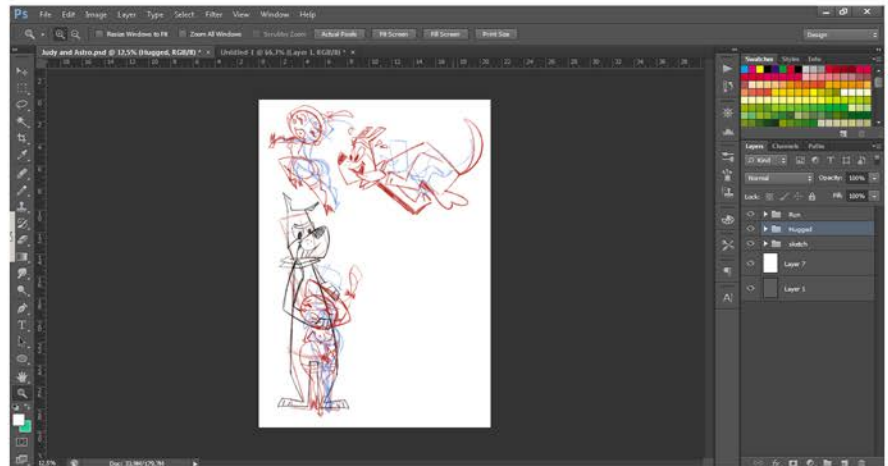 Ps File Edit Image Layer Type Select Filter View Window Help
Resize Windows to Fit Zoom All Windows Scrubby Zoom Actual Pixels Fit Screen Fill Screen Print Size Design
Judy and Astro.psd @ 12,5% (Hugged, RGB/8) * × Untitled-1 @ 66,7% (Layer 1, RGB/8) * ×
Swatches Styles Info
Layers Channels Paths
Kind
Normal Opacity: 100%
Lock: Fill: 100%
Run
Hugged
sketch
Layer 7
Layer 1
12,5%